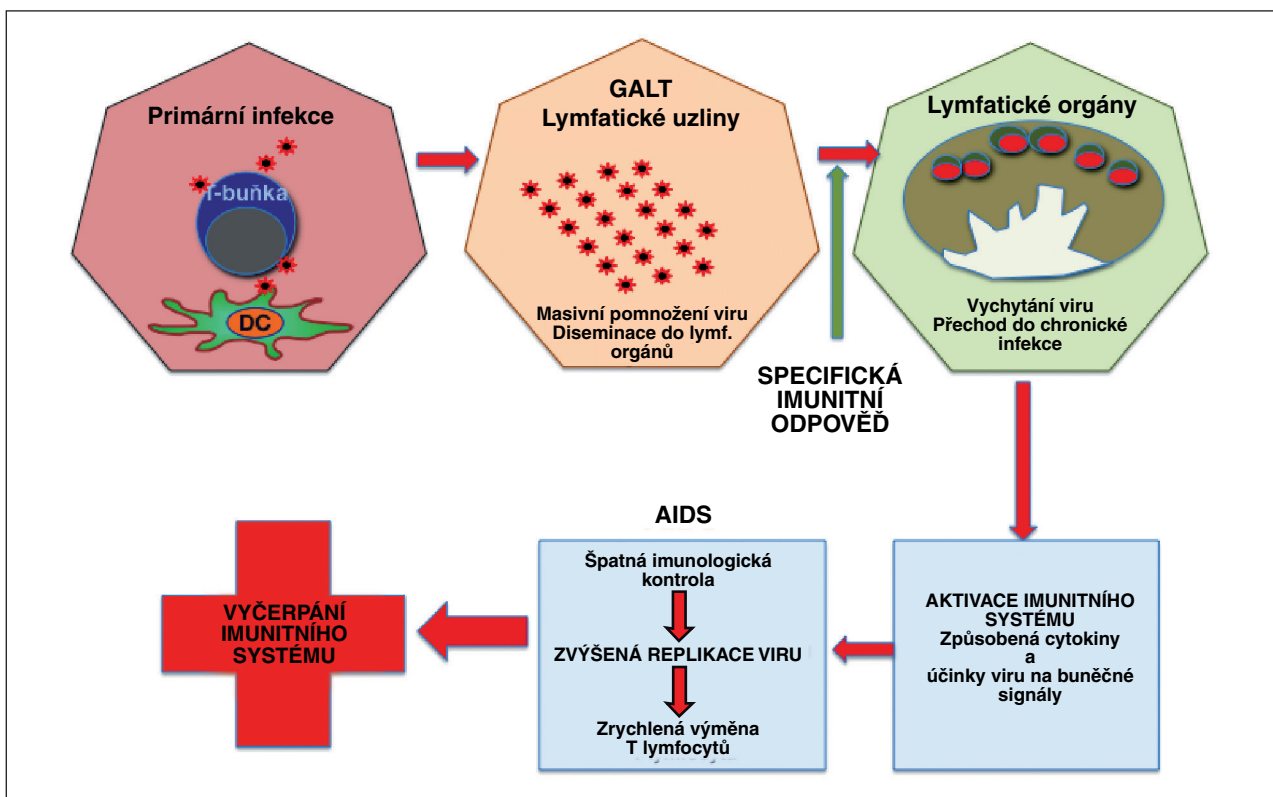 Primární infekce
T-buňka
DC
GALT
Lymfatické uzliny
Masivní pomnožení viru
Diseminace do lymf.
orgánů
SPECIFICKÁ
IMUNITNÍ
ODPOVĚĎ
Lymfatické orgány
Vychytání viru
Přechod do chronické
infekce
AKTIVACE IMUNITNÍHO
SYSTÉMU
Způsobená cytokiny
a
účinky viru na buněčné
signály
AIDS
Špatná imunologická
kontrola
ZVÝŠENÁ REPLIKACE VIRU
Zrychlená výměna
T lymfocytů
VYČERPÁNÍ
IMUNITNÍHO
SYSTÉMU